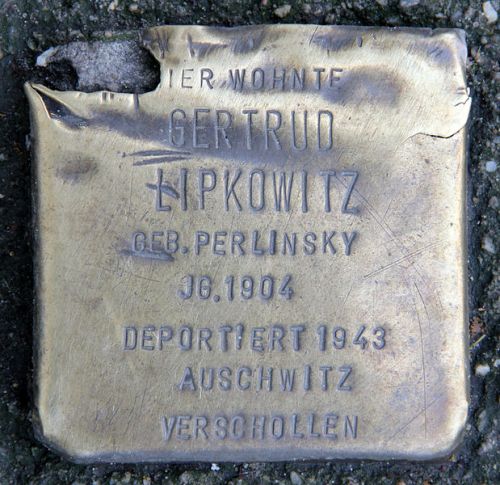 IER WOHNTE
GERTRUD
LIPKOWITZ
GEB. PERLINSKY
JG. 1904
DEPORTIERT 1943
AUSCHWITZ
VERSCHOLLEN